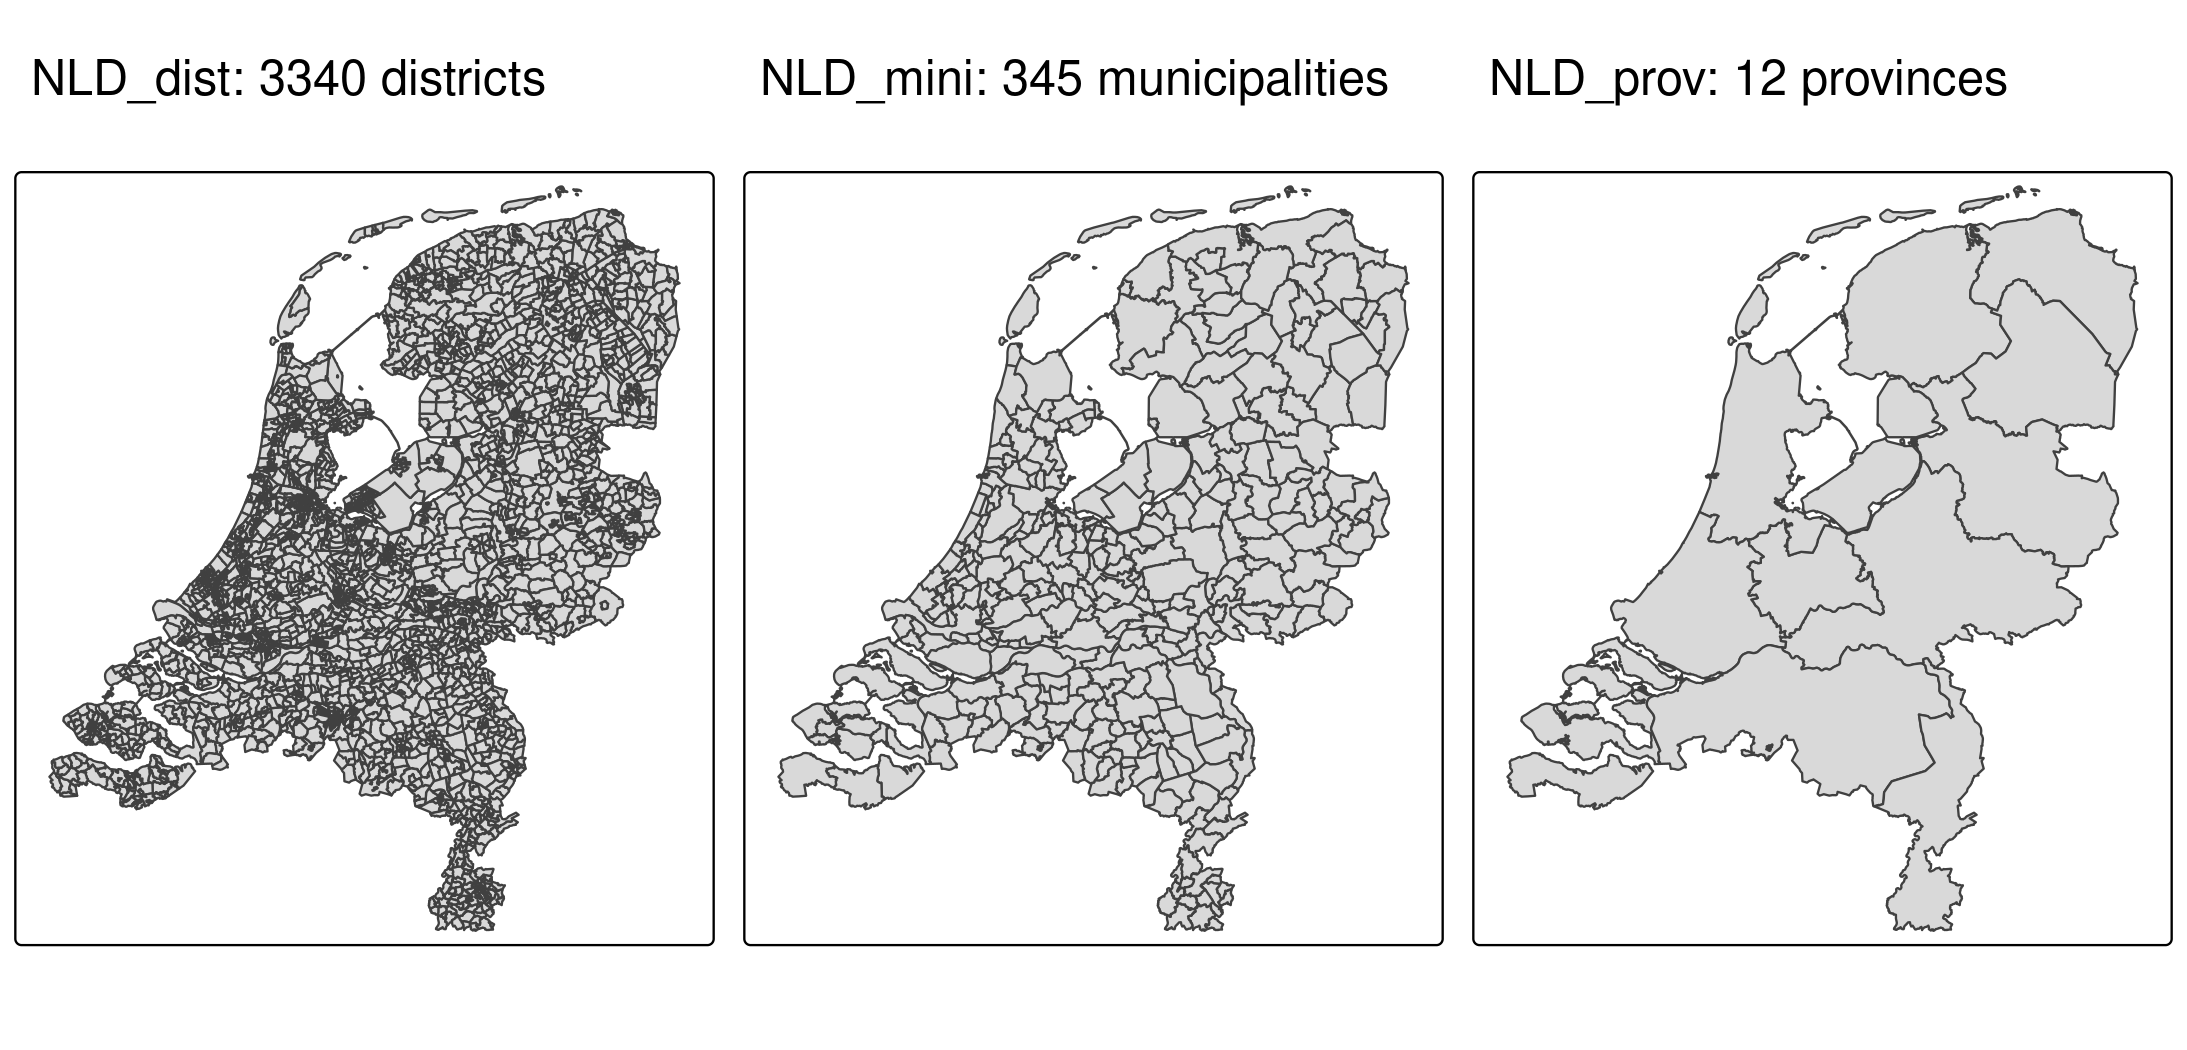 NLD_dist: 3340 districts
NLD_mini: 345 municipalities
NLD_prov: 12 provinces